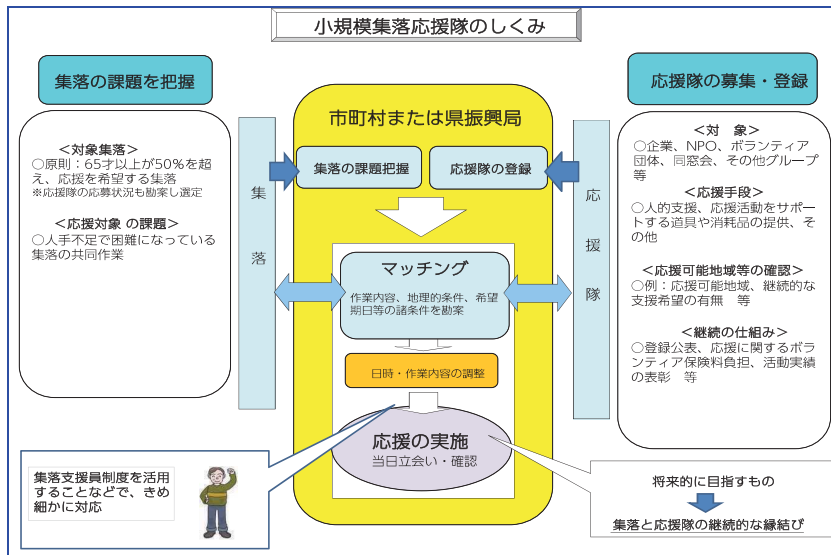 小規模集落応援隊のしくみ
集落の課題を把握
＜対象集落＞
○原則：65才以上が50％を超
え、応援を希望する集落
※応援隊の応募状況も勘案し選定
＜応援対象 の課題＞
○人手不足で困難になっている
集落の共同作業
集落
市町村または県振興局
集落の課題把握
応援隊の登録
マッチング
作業内容、地理的条件、希望
期日等の諸条件を勘案
日時・作業内容の調整
応援の実施
当日立会い・確認
応援隊
応援隊の募集・登録
＜対　象＞
○企業、NPO、ボランティア
団体、同窓会、その他グループ
等
＜応援手段＞
○人的支援、応援活動をサポー
トする道具や消耗品の提供、そ
の他
＜応援可能地域等の確認＞
○例：応援可能地域、継続的な
支援希望の有無　等
＜継続の仕組み＞
○登録公表、応援に関するボラ
ンティア保険料負担、活動実績
の表彰　等
集落支援員制度を活用
することなどで、きめ
細かに対応
将来的に目指すもの
集落と応援隊の継続的な縁結び